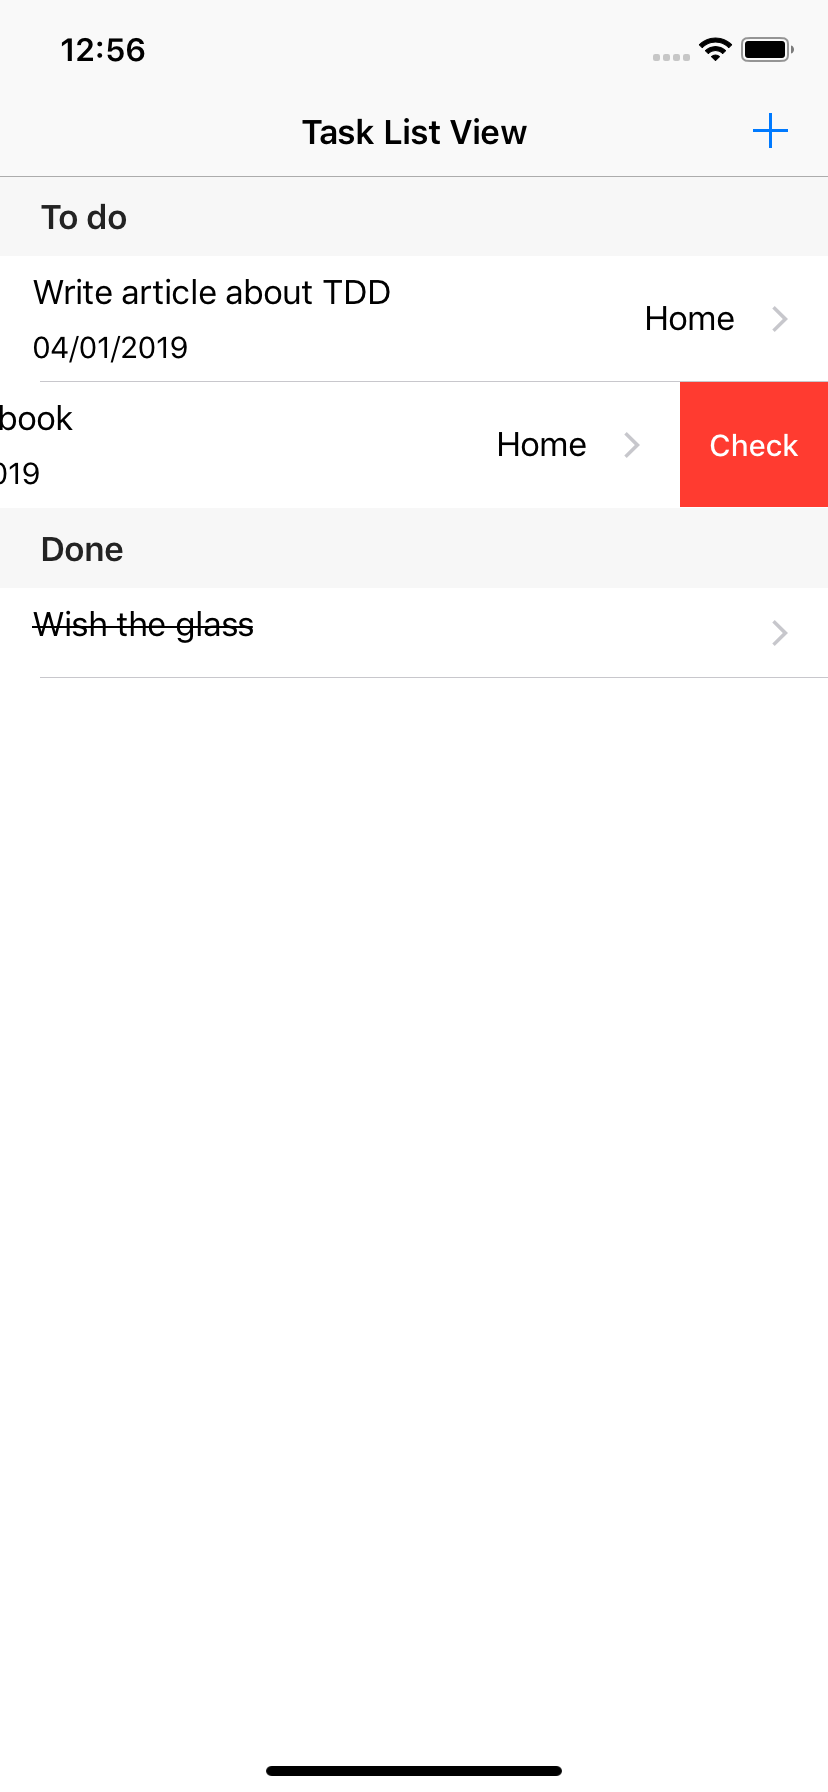 12:56
Task List View
To do
Write article about TDD
Home
04/01/2019
book
Home
Check
019
Done
Wish the glass